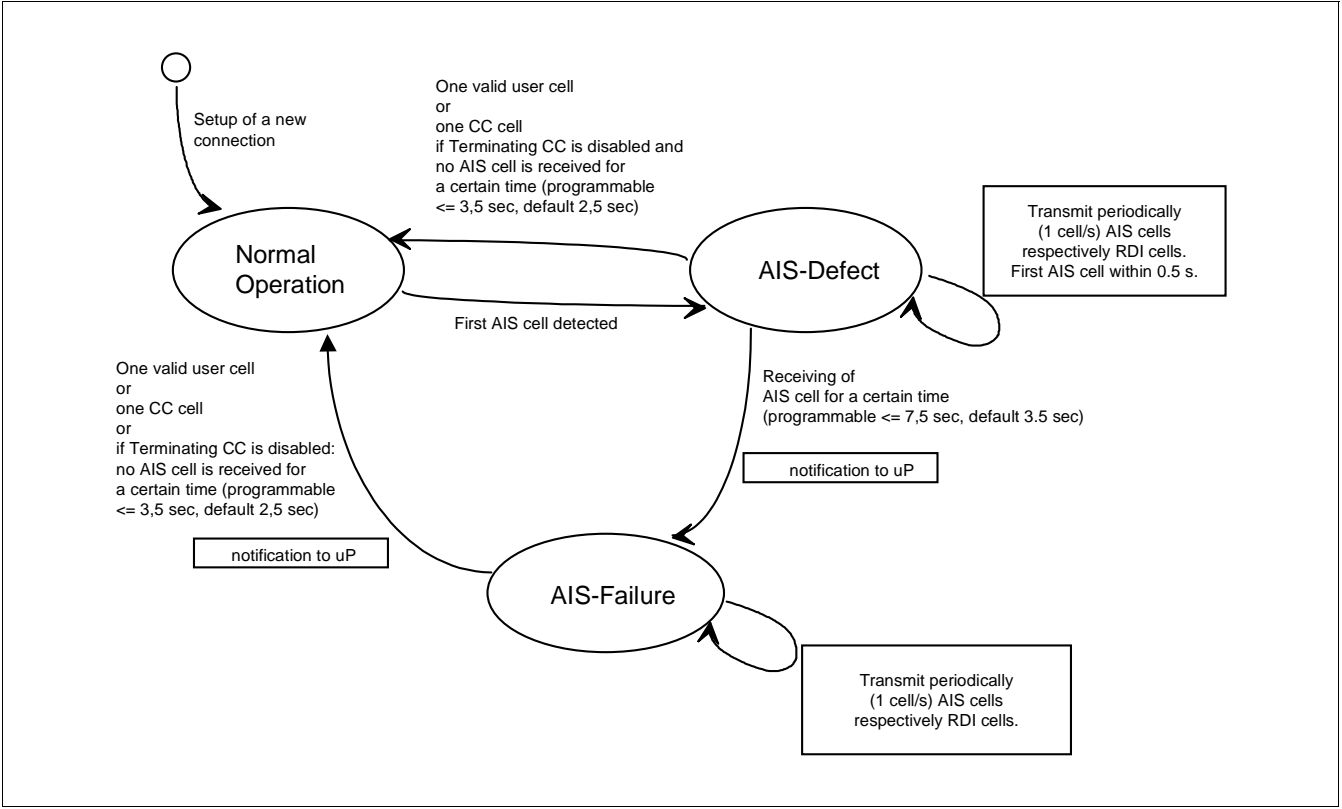 Setup of a new
connection
One valid user cell
or
one CC cell
if Terminating CC is disabled and
no AIS cell is received for
a certain time (programmable
<= 3,5 sec, default 2,5 sec)
Normal
Operation
AIS-Defect
Transmit periodically
(1 cell/s) AIS cells
respectively RDI cells.
First AIS cell within 0.5 s.
First AIS cell detected
One valid user cell
or
one CC cell
or
if Terminating CC is disabled:
no AIS cell is received for
a certain time (programmable
<= 3,5 sec, default 2,5 sec)
notification to uP
Receiving of
AIS cell for a certain time
(programmable <= 7,5 sec, default 3.5 sec)
notification to uP
AIS-Failure
Transmit periodically
(1 cell/s) AIS cells
respectively RDI cells.